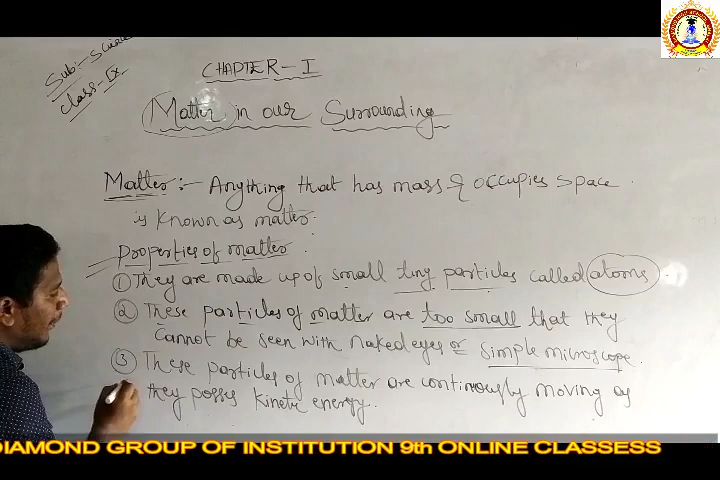 Sub:- Science
Class- IX
CHAPTER - I
Matter in our Surrounding
Matter :- Anything that has mass & occupies space
is known as matter.
Properties of matter.
① They are made up of small tiny particles called atoms.
② These particles of matter are too small that they
cannot be seen with naked eyes or simple microscope.
③ These particles of matter are continously moving as
they posses kinetic energy.
DIAMOND GROUP OF INSTITUTION 9th ONLINE CLASSESS